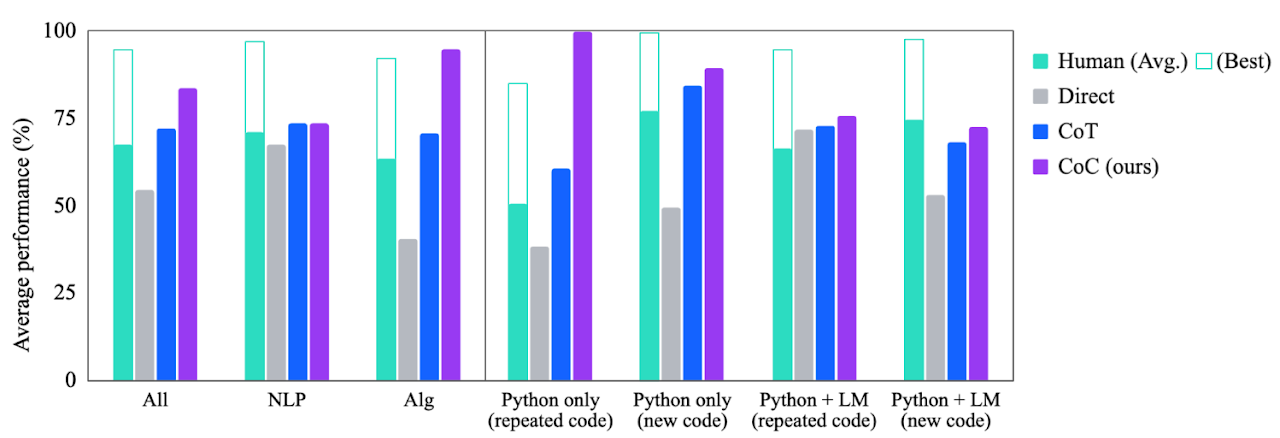 Average performance (%)
100
75
50
25
0
All
NLP
Alg
Python only
(repeated code)
Python only
(new code)
Python + LM
(repeated code)
Python + LM
(new code)
Human (Avg.) (Best)
Direct
CoT
CoC (ours)